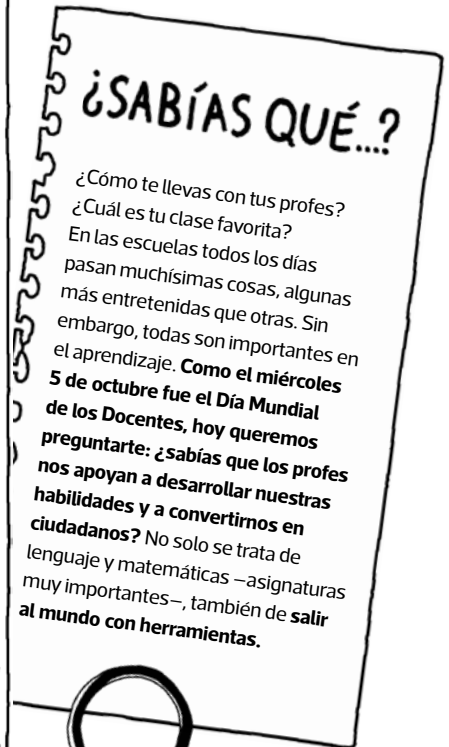 ¿SABÍAS QUÉ...?
¿Cómo te llevas con tus profes?
¿Cuál es tu clase favorita?
En las escuelas todos los días
pasan muchísimas cosas, algunas
más entretenidas que otras. Sin
embargo, todas son importantes en
el aprendizaje. Como el miércoles
5 de octubre fue el Día Mundial
de los Docentes, hoy queremos
preguntarte: ¿sabías que los profes
nos apoyan a desarrollar nuestras
habilidades y a convertirnos en
ciudadanos? No solo se trata de
lenguaje y matemáticas —asignaturas
muy importantes—, también de salir
al mundo con herramientas.